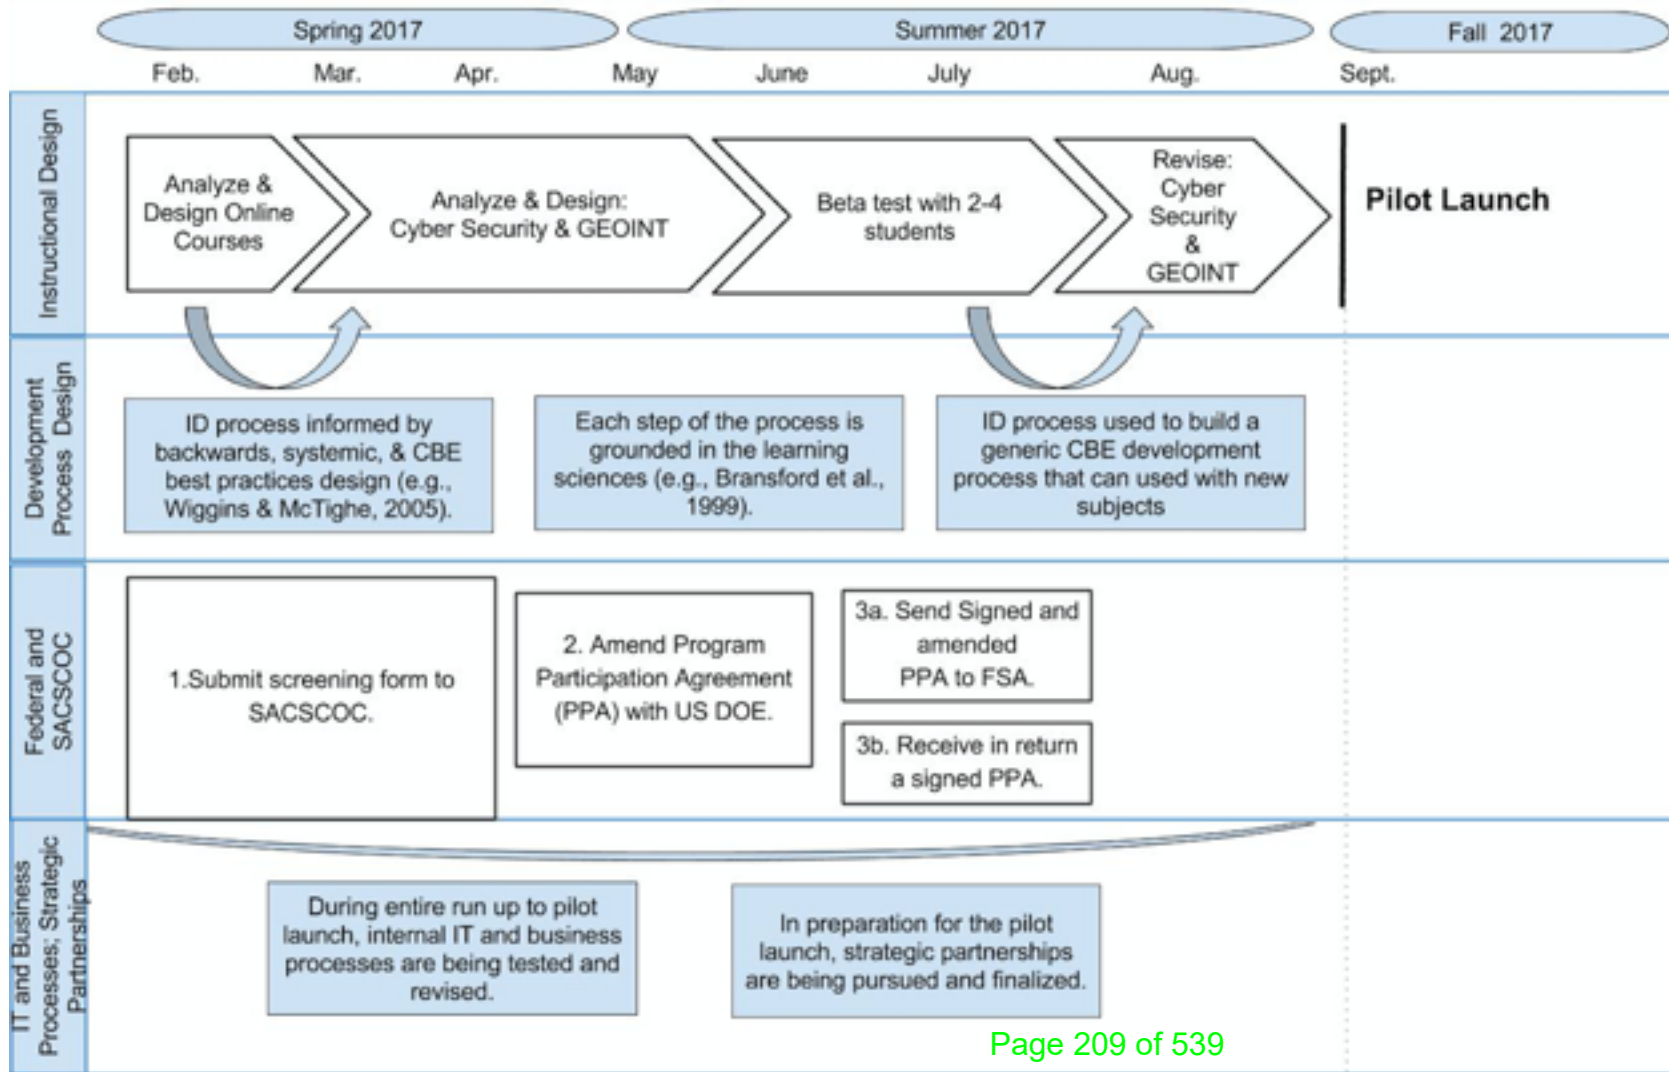 Spring 2017
Summer 2017
Fall 2017
Feb.
Mar.
Apr.
May
June
July
Aug.
Sept.
Instructional Design
Analyze &
Design Online
Courses
Analyze & Design:
Cyber Security & GEOINT
Beta test with 2-4
students
Revise:
Cyber
Security
&
GEOINT
Pilot Launch
Development
Process Design
ID process informed by
backwards, systemic, & CBE
best practices design (e.g.,
Wiggins & McTighe, 2005).
Each step of the process is
grounded in the learning
sciences (e.g., Bransford et al.,
1999).
ID process used to build a
generic CBE development
process that can used with new
subjects
Federal and
SACSCOC
1.Submit screening form to
SACSCOC.
2. Amend Program
Participation Agreement
(PPA) with US DOE.
3a. Send Signed and
amended
PPA to FSA.
3b. Receive in return
a signed PPA.
IT and Business
Processes; Strategic
Partnerships
During entire run up to pilot
launch, internal IT and business
processes are being tested and
revised.
In preparation for the pilot
launch, strategic partnerships
are being pursued and finalized.
Page 209 of 539